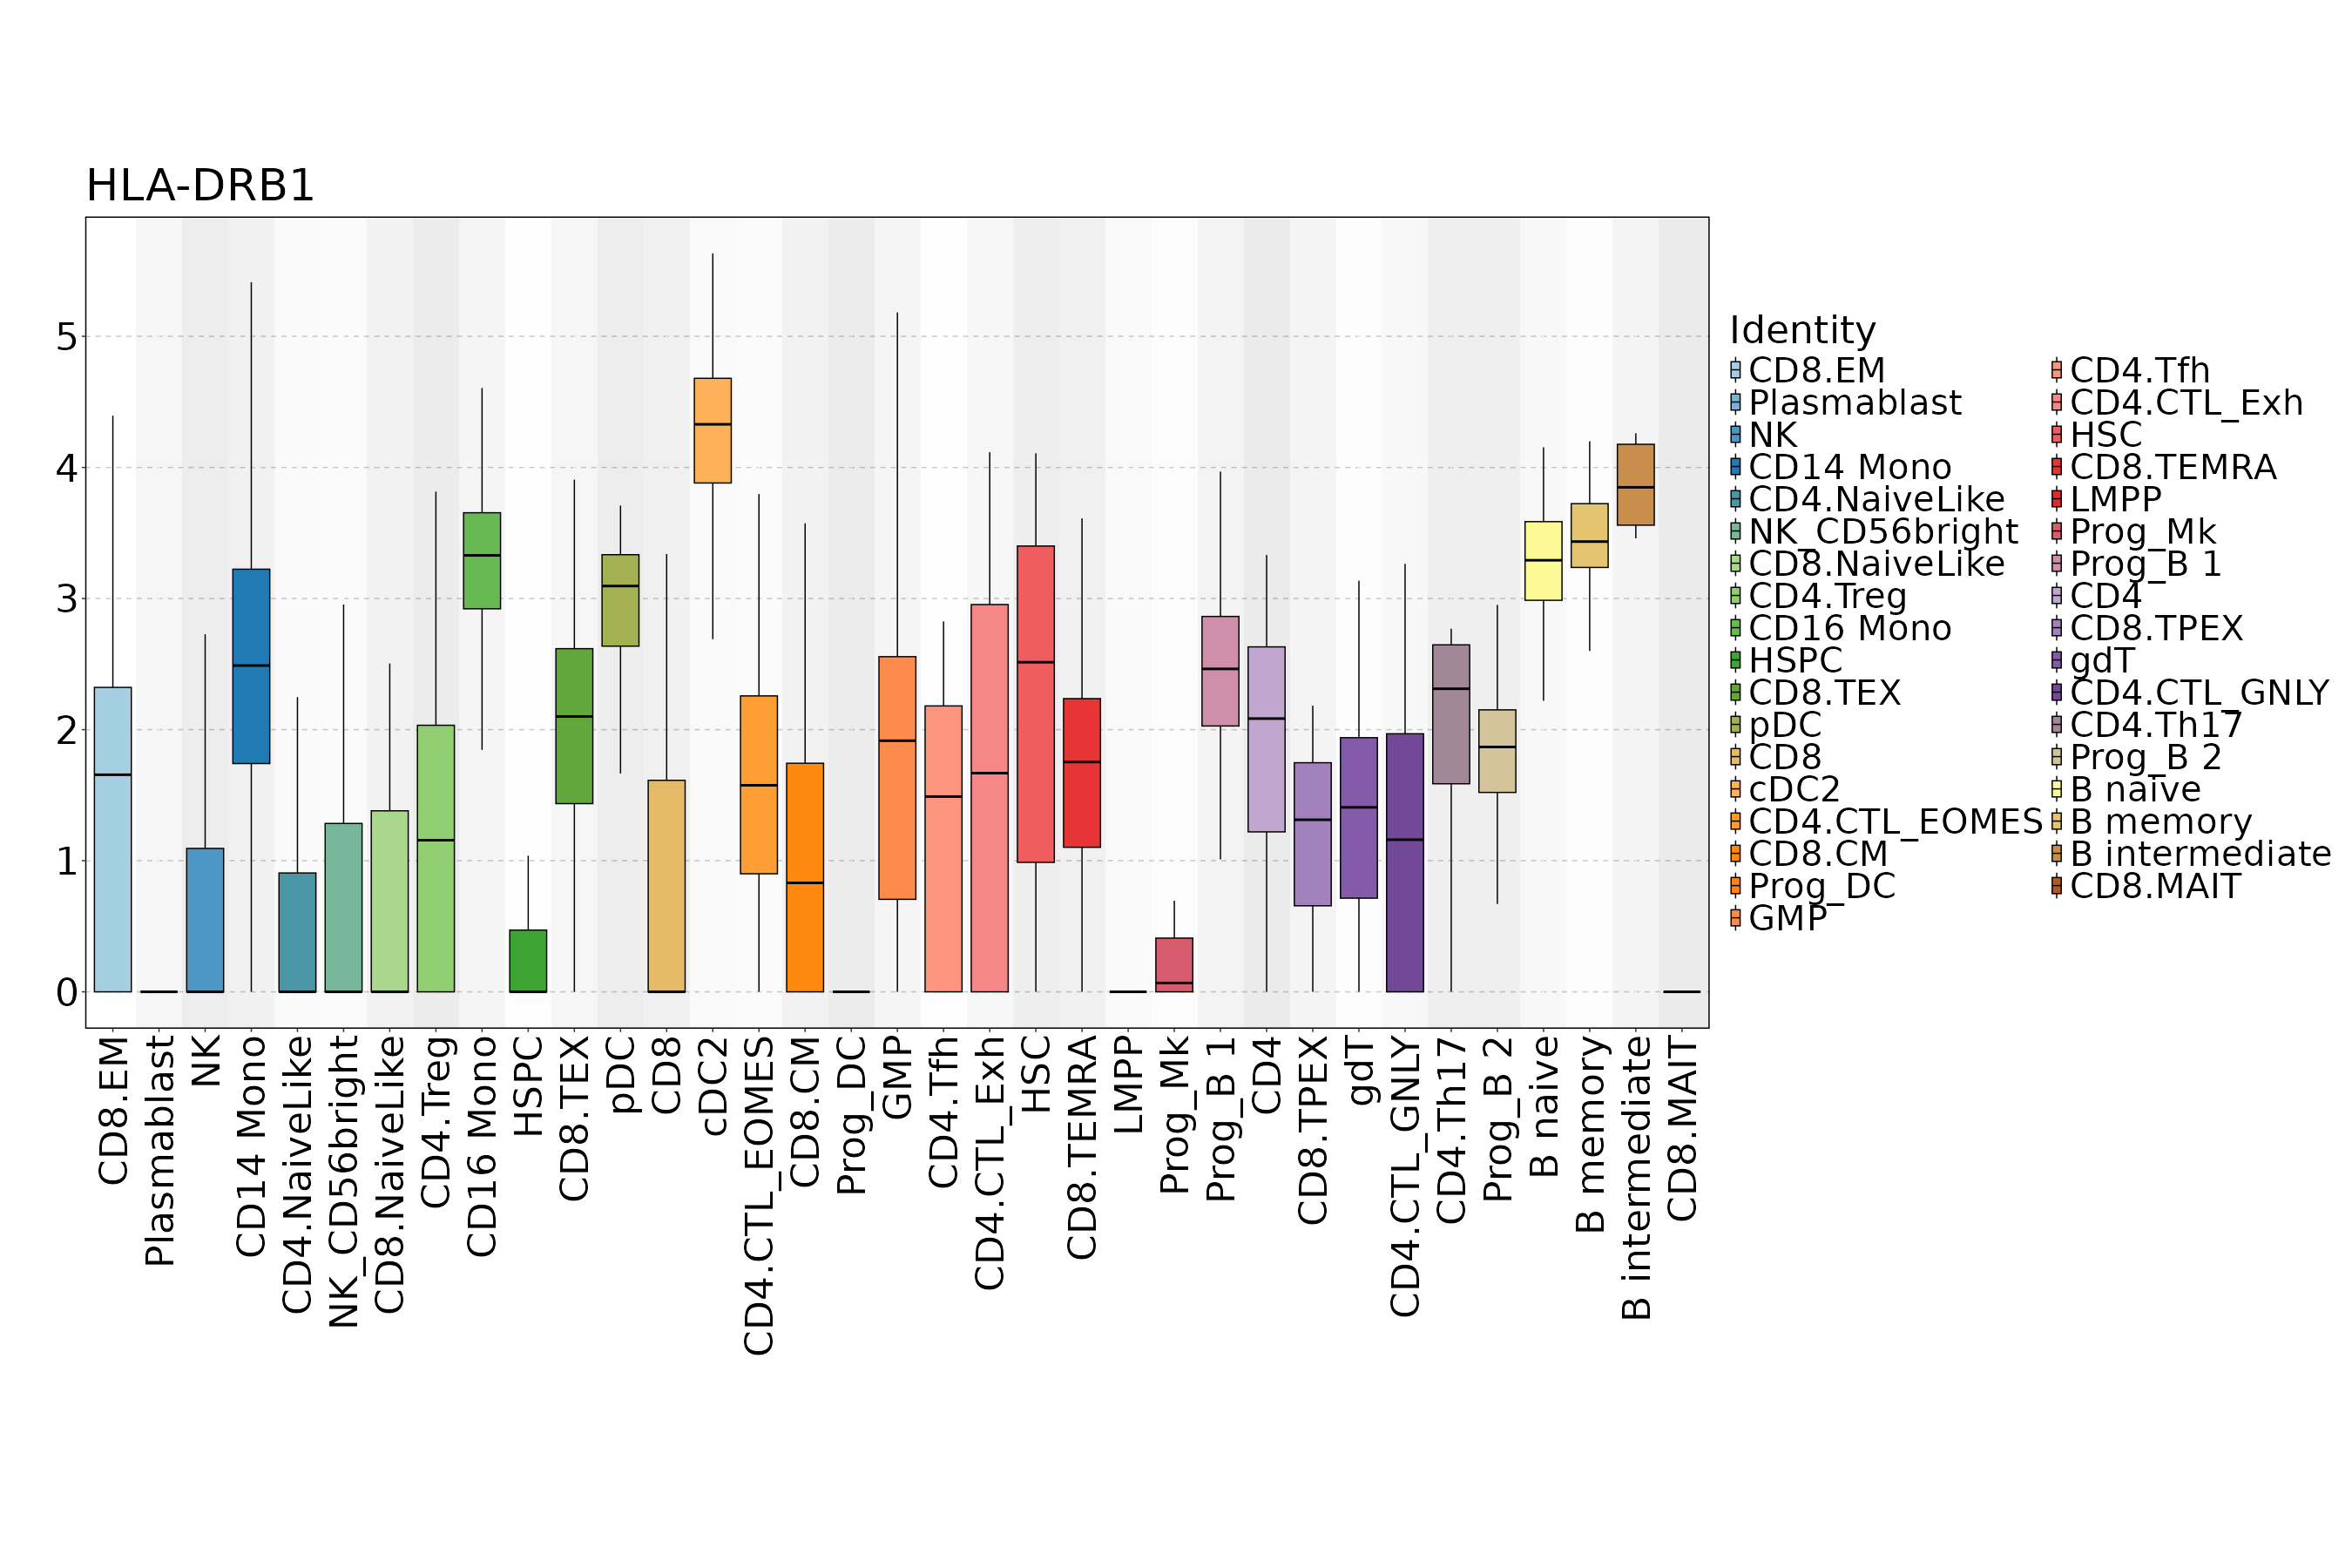 HLA-DRB1
5
4
3
2
1
0
CD8.EM
Plasmablast
NK
CD14 Mono
CD4.NaiveLike
NK_CD56bright
CD8.NaiveLike
CD4.Treg
CD16 Mono
HSPC
CD8.TEX
pDC
CD8
cDC2
CD4.CTL_EOMES
CD8.CM
Prog_DC
GMP
CD4.Tfh
CD4.CTL_Exh
HSC
CD8.TEMRA
LMPP
Prog_Mk
Prog_B 1
CD4
CD8.TPEX
gdT
CD4.CTL_GNLY
CD4.Th17
Prog_B 2
B naive
B memory
B intermediate
CD8.MAIT
Identity
CD8.EM
Plasmablast
NK
CD14 Mono
CD4.NaiveLike
NK_CD56bright
CD8.NaiveLike
CD4.Treg
CD16 Mono
HSPC
CD8.TEX
pDC
CD8
cDC2
CD4.CTL_EOMES
CD8.CM
Prog_DC
GMP
CD4.Tfh
CD4.CTL_Exh
HSC
CD8.TEMRA
LMPP
Prog_Mk
Prog_B 1
CD4
CD8.TPEX
gdT
CD4.CTL_GNLY
CD4.Th17
Prog_B 2
B naive
B memory
B intermediate
CD8.MAIT